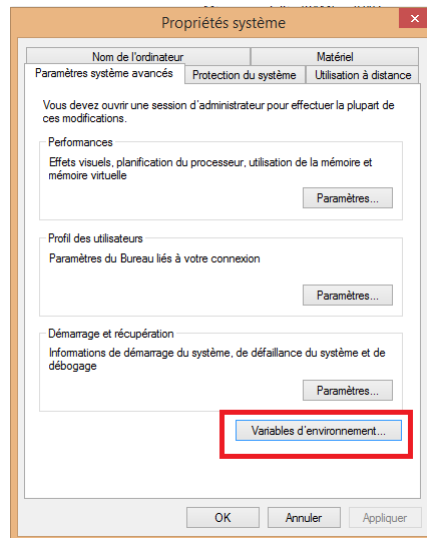 Propriétés système
Nom de l'ordinateur
Matériel
Paramètres système avancés
Protection du système
Utilisation à distance
Vous devez ouvrir une session d'administrateur pour effectuer la plupart de
ces modifications.
Performances
Effets visuels, planification du processeur, utilisation de la mémoire et
mémoire virtuelle
Paramètres...
Profil des utilisateurs
Paramètres du Bureau liés à votre connexion
Paramètres...
Démarrage et récupération
Informations de démarrage du système, de défaillance du système et de
débogage
Paramètres...
Variables d'environnement...
OK
Annuler
Appliquer